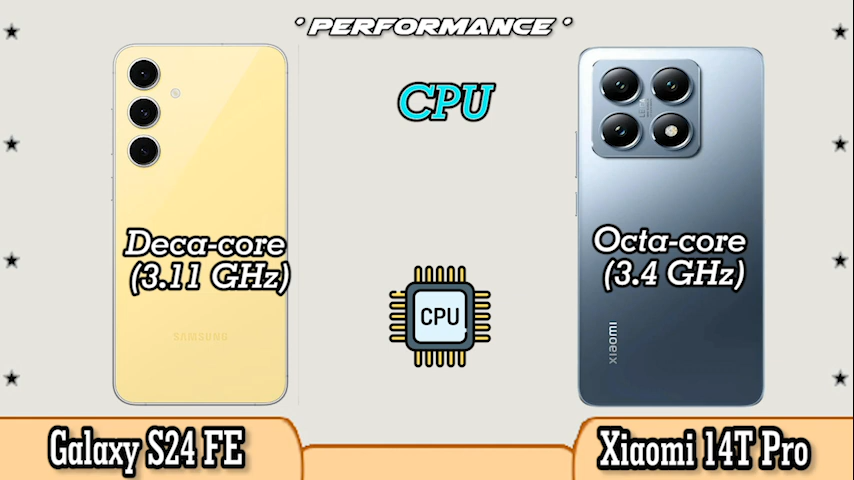 * PERFORMANCE *
CPU
Deca-core
(3.11 GHz)
Octa-core
(3.4 GHz)
CPU
SAMSUNG
xiaomi
Galaxy S24 FE
Xiaomi 14T Pro